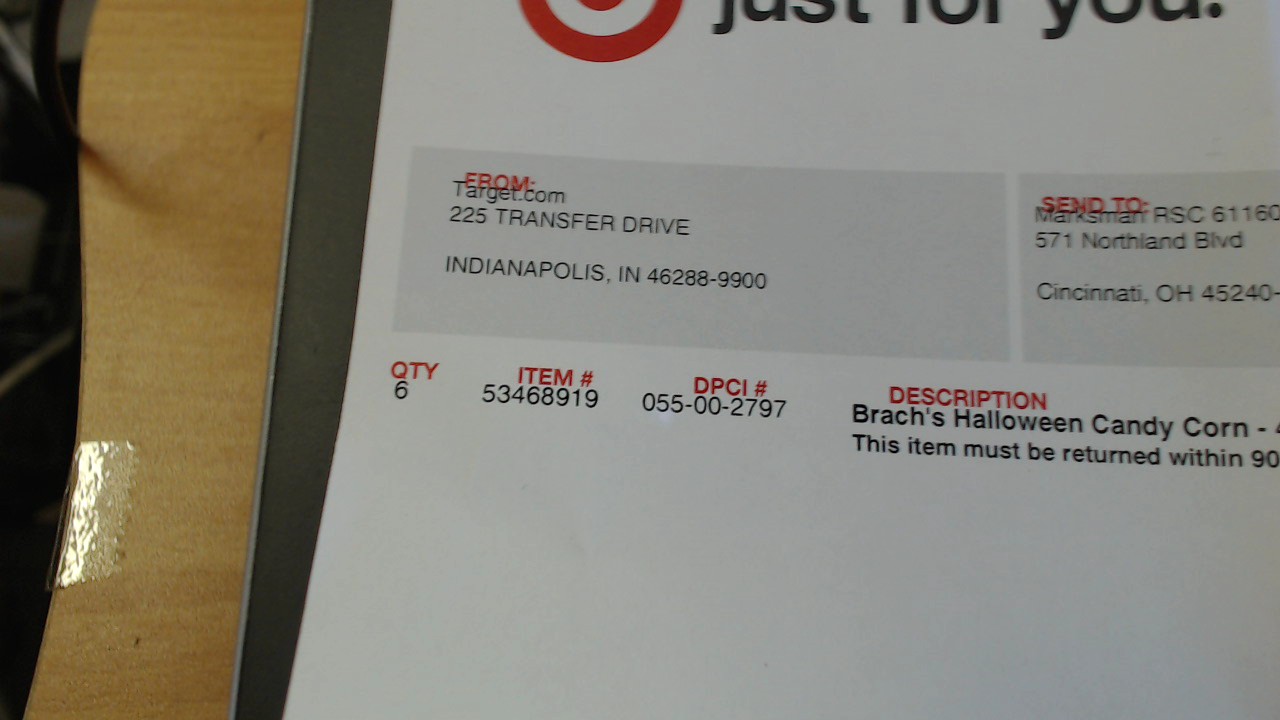 just for you.
FROM:
Target.com
225 TRANSFER DRIVE
INDIANAPOLIS, IN 46288-9900
SEND TO:
Marksman RSC 61160
571 Northland Blvd
Cincinnati, OH 45240-
QTY ITEM # DPCI # DESCRIPTION
6 53468919 055-00-2797 Brach's Halloween Candy Corn - 4
This item must be returned within 90